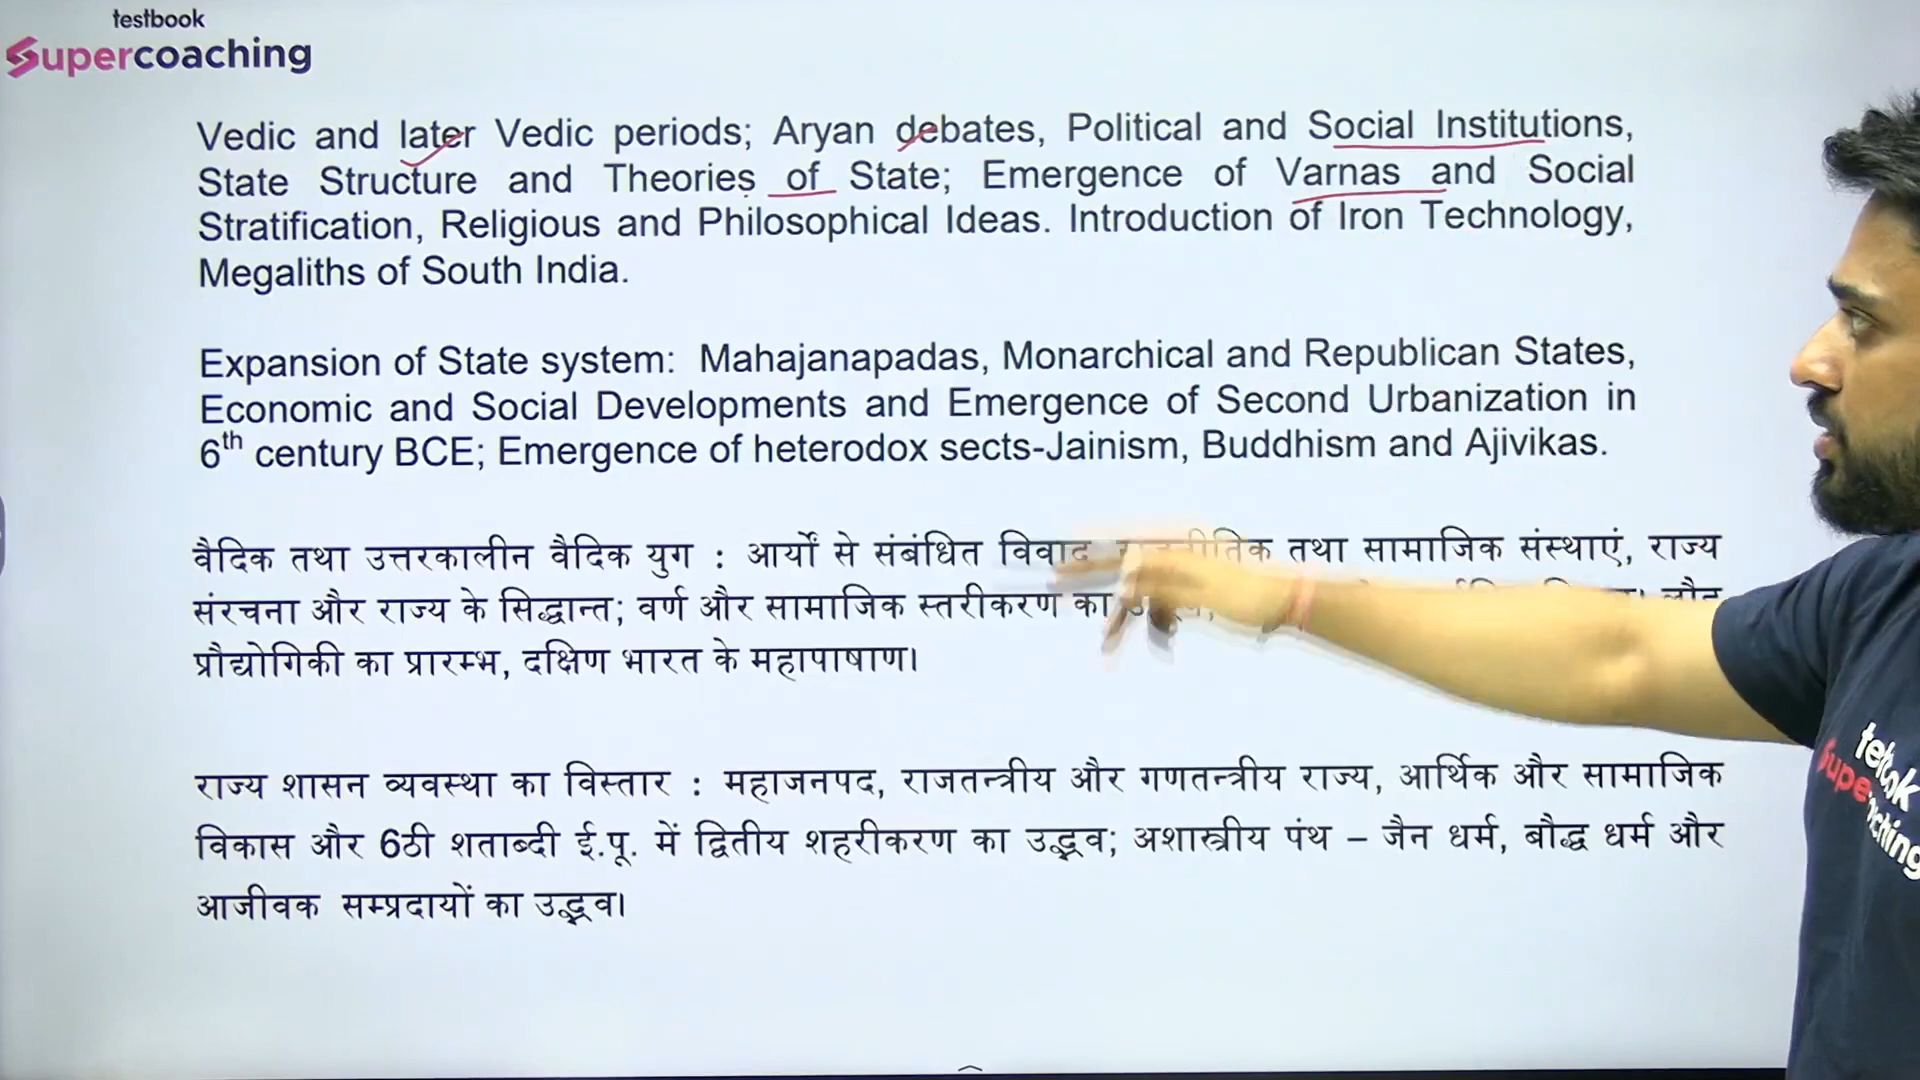 testbook
Supercoaching
Vedic and later Vedic periods; Aryan debates, Political and Social Institutions,
State Structure and Theories of State; Emergence of Varnas and Social
Stratification, Religious and Philosophical Ideas. Introduction of Iron Technology,
Megaliths of South India.
Expansion of State system: Mahajanapadas, Monarchical and Republican States,
Economic and Social Developments and Emergence of Second Urbanization in
6th century BCE; Emergence of heterodox sects-Jainism, Buddhism and Ajivikas.
वैदिक तथा उत्तरकालीन वैदिक युग : आर्यों से संबंधित विवाद तथा सामाजिक संस्थाएं, राज्य
संरचना और राज्य के सिद्धान्त; वर्ण और सामाजिक स्तरीकरण का
प्रौद्योगिकी का प्रारम्भ, दक्षिण भारत के महापाषाण।
राज्य शासन व्यवस्था का विस्तार : महाजनपद, राजतन्त्रीय और गणतन्त्रीय राज्य, आर्थिक और सामाजिक
विकास और 6ठी शताब्दी ई.पू. में द्वितीय शहरीकरण का उद्भव; अशास्त्रीय पंथ – जैन धर्म, बौद्ध धर्म और
आजीवक सम्प्रदायों का उद्भव।